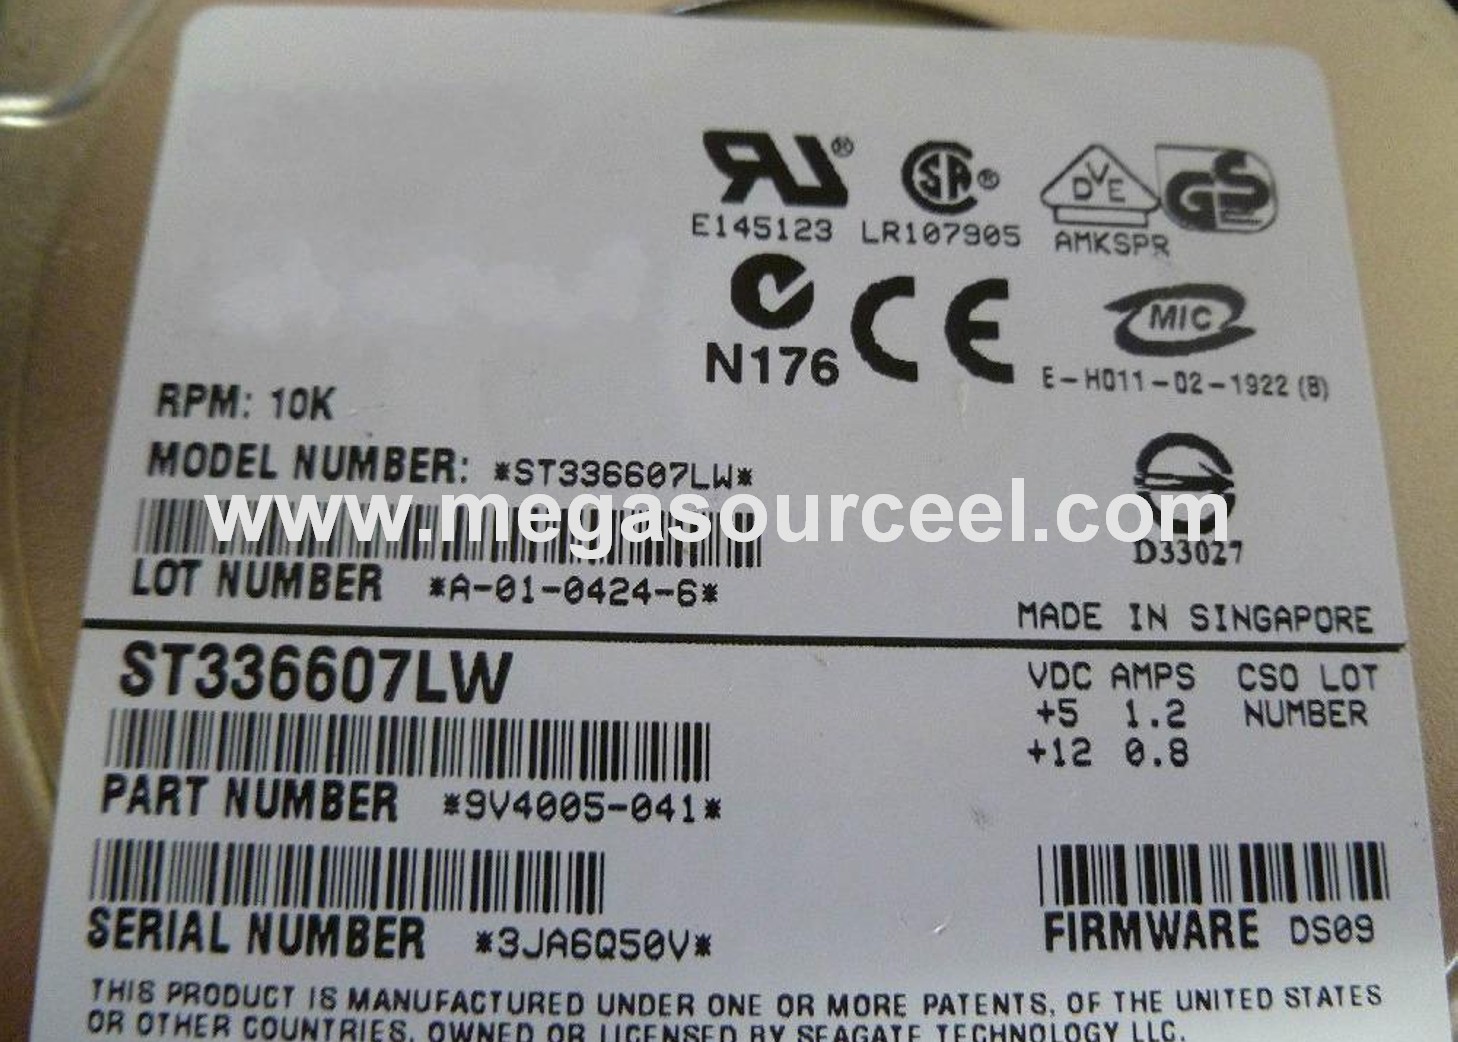 E145123 LR107905 AMKSPR
N176 CE MIC
E-H011-02-1922 (B)
RPM: 10K
MODEL NUMBER: *ST336607LW*
www.megasourceel.com
D33027
LOT NUMBER *A-01-0424-6*
MADE IN SINGAPORE
ST336607LW
VDC AMPS CSO LOT
+5 1.2 NUMBER
+12 0.8
PART NUMBER *9V4005-041*
SERIAL NUMBER *3JA6Q50V*
FIRMWARE DS09
THIS PRODUCT IS MANUFACTURED UNDER ONE OR MORE PATENTS, OF THE UNITED STATES
OR OTHER COUNTRIES, OWNED OR LICENSED BY SEAGATE TECHNOLOGY LLC.